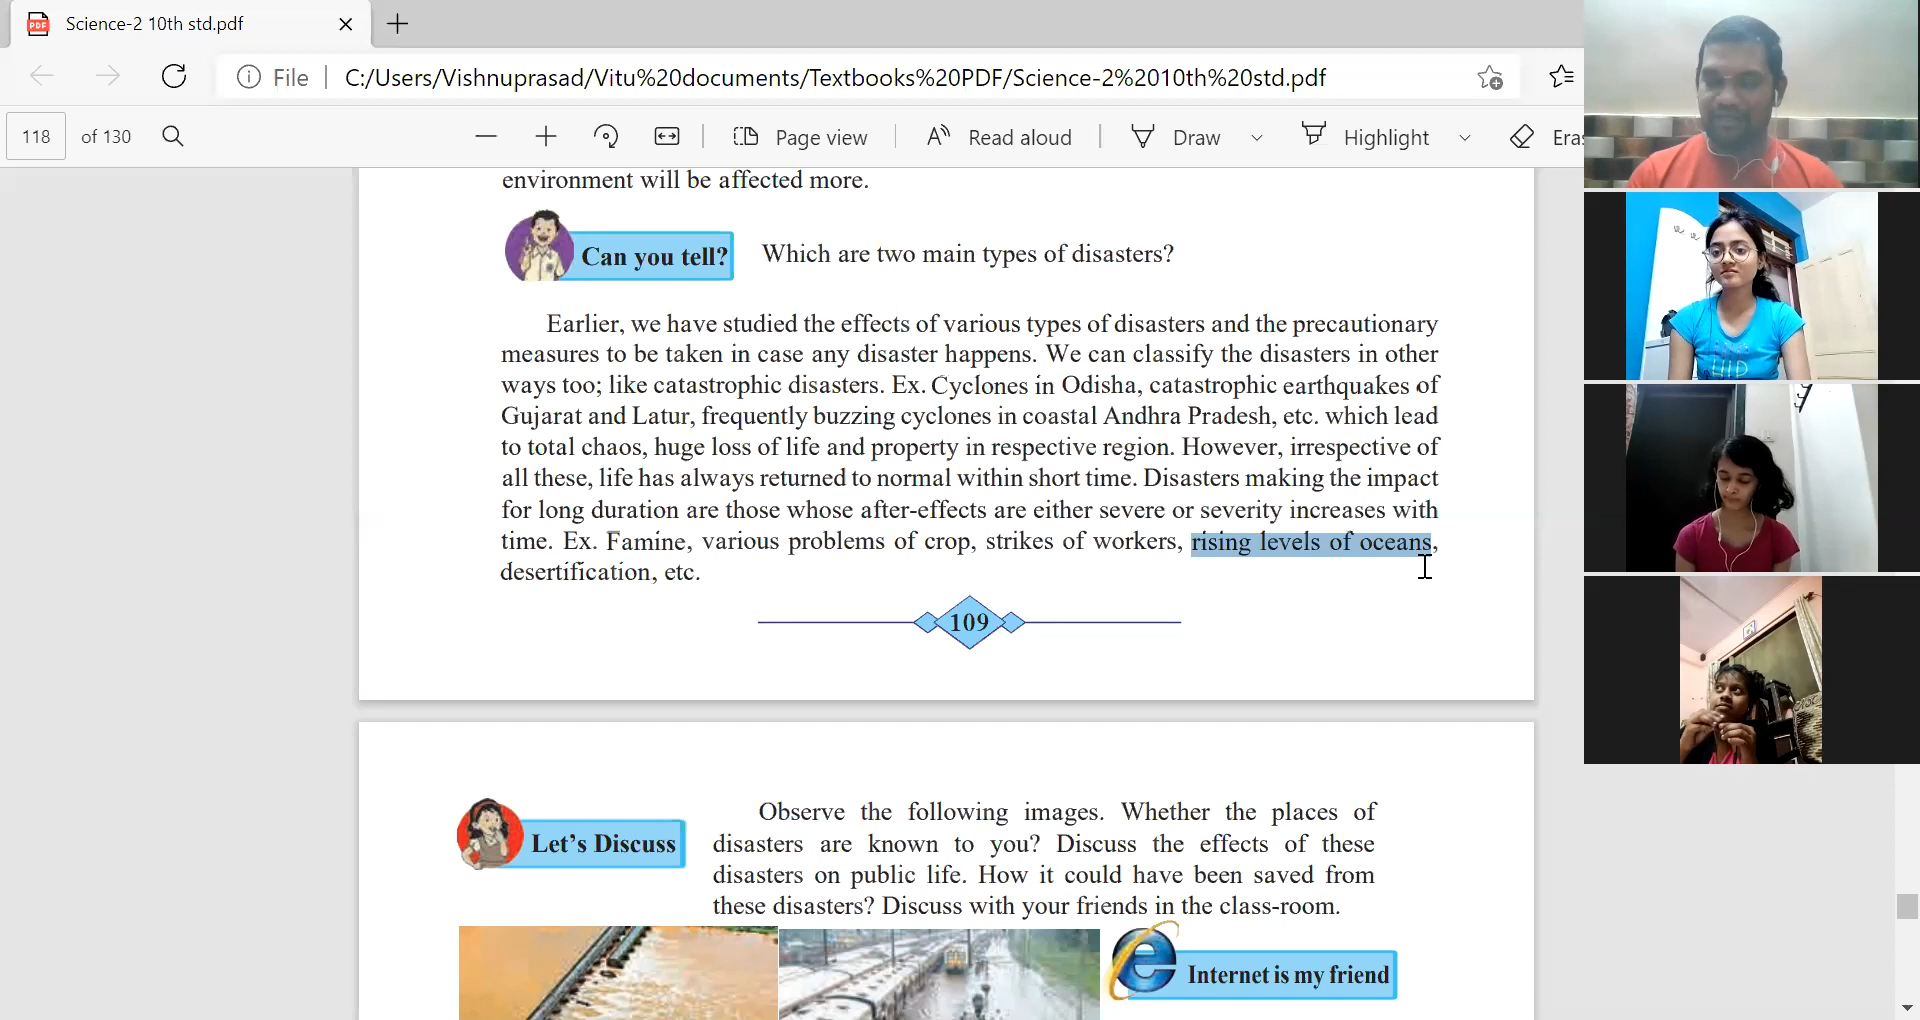 Science-2 10th std.pdf
File
C:/Users/Vishnuprasad/Vitu%20documents/Textbooks%20PDF/Science-2%2010th%20std.pdf
118 of 130
Page view
Read aloud
Draw
Highlight
Eras
environment will be affected more.
Can you tell?
Which are two main types of disasters?
Earlier, we have studied the effects of various types of disasters and the precautionary
measures to be taken in case any disaster happens. We can classify the disasters in other
ways too; like catastrophic disasters. Ex. Cyclones in Odisha, catastrophic earthquakes of
Gujarat and Latur, frequently buzzing cyclones in coastal Andhra Pradesh, etc. which lead
to total chaos, huge loss of life and property in respective region. However, irrespective of
all these, life has always returned to normal within short time. Disasters making the impact
for long duration are those whose after-effects are either severe or severity increases with
time. Ex. Famine, various problems of crop, strikes of workers, rising levels of oceans,
desertification, etc.
109
Let's Discuss
Observe the following images. Whether the places of
disasters are known to you? Discuss the effects of these
disasters on public life. How it could have been saved from
these disasters? Discuss with your friends in the class-room.
Internet is my friend